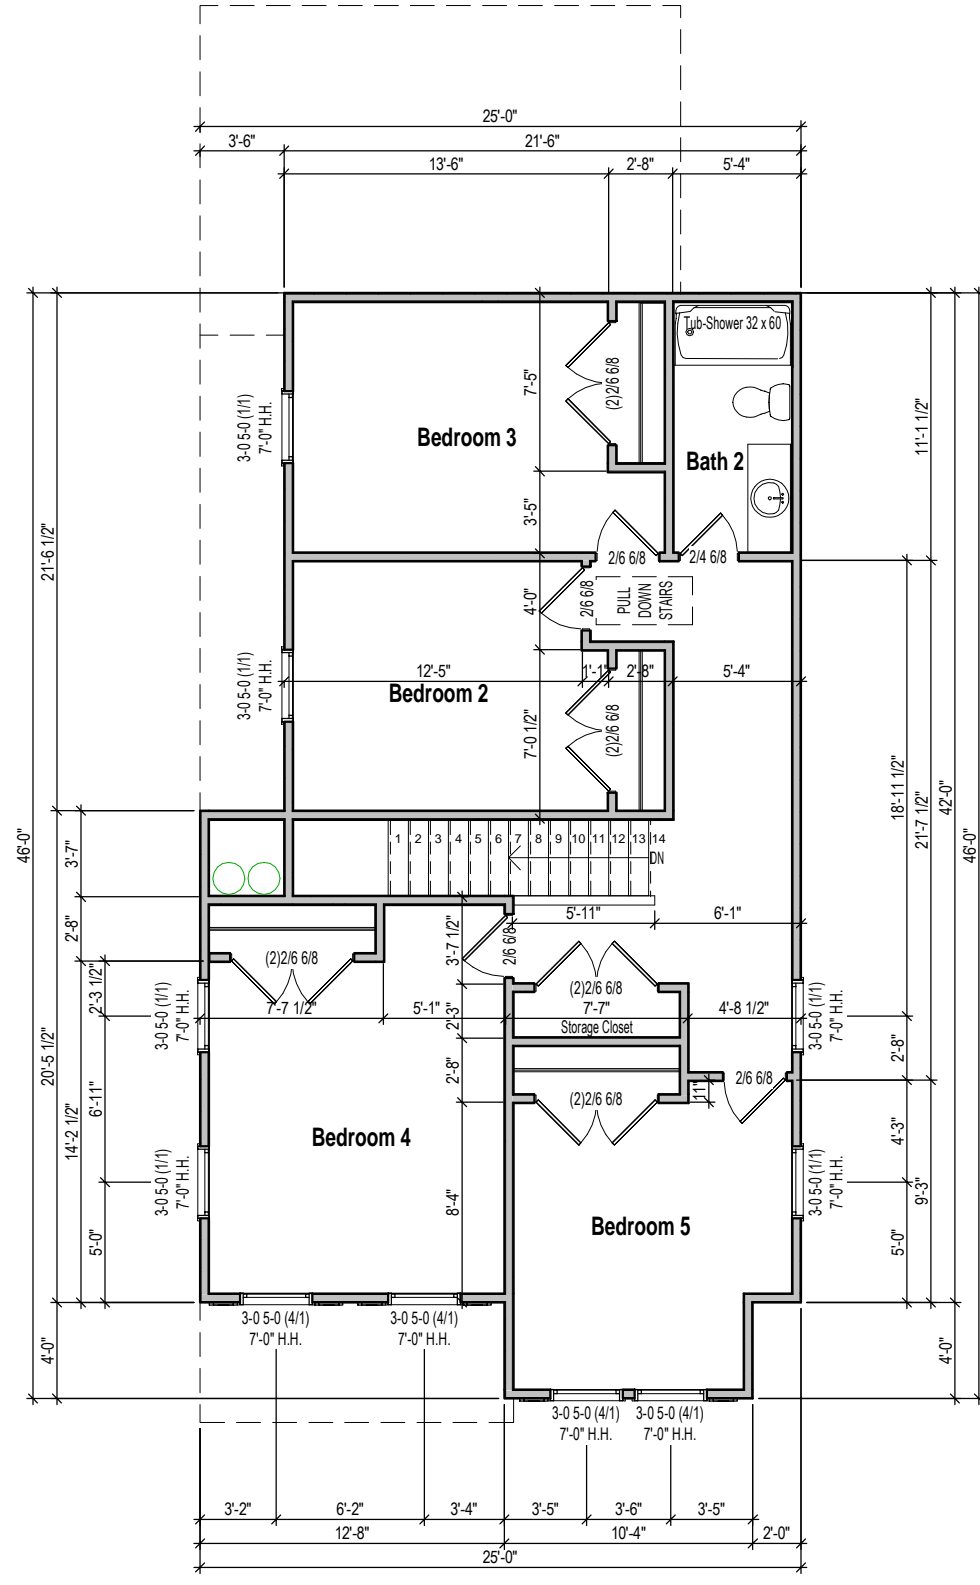 25'-0"
3'-6"
21'-6"
13'-6"
2'-8"
5'-4"
Tub-Shower 32 x 60
7'-5"
(2)2/6 6/8
3-0 5-0 (1/1)
7'-0" H.H.
Bedroom 3
Bath 2
11'-1 1/2"
21'-6 1/2"
3'-5"
2/6 6/8
2/4 6/8
4'-0"
2/6 6/8
PULL
DOWN
STAIRS
12'-5"
1'-1"
2'-8"
5'-4"
3-0 5-0 (1/1)
7'-0" H.H.
Bedroom 2
7'-0 1/2"
(2)2/6 6/8
18'-11 1/2"
21'-7 1/2"
42'-0"
46'-0"
46'-0"
3'-7"
1 2 3 4 5 6 7 8 9 10 11 12 13 14
DN
2'-8"
5'-11"
6'-1"
3'-7 1/2"
2/6 6/8
(2)2/6 6/8
(2)2/6 6/8
2'-3 1/2"
3-0 5-0 (1/1)
7'-0" H.H.
7'-7 1/2"
5'-1"
2'-3"
7'-7"
4'-8 1/2"
Storage Closet
3-0 5-0 (1/1)
7'-0" H.H.
2'-8"
20'-5 1/2"
14'-2 1/2"
6'-11"
2'-8"
(2)2/6 6/8
11"
2/6 6/8
Bedroom 4
4'-3"
9'-3"
3-0 5-0 (1/1)
7'-0" H.H.
8'-4"
Bedroom 5
3-0 5-0 (1/1)
7'-0" H.H.
5'-0"
5'-0"
3-0 5-0 (4/1)
7'-0" H.H.
3-0 5-0 (4/1)
7'-0" H.H.
4'-0"
4'-0"
3-0 5-0 (4/1)
7'-0" H.H.
3-0 5-0 (4/1)
7'-0" H.H.
3'-2"
6'-2"
3'-4"
3'-5"
3'-6"
3'-5"
12'-8"
10'-4"
2'-0"
25'-0"